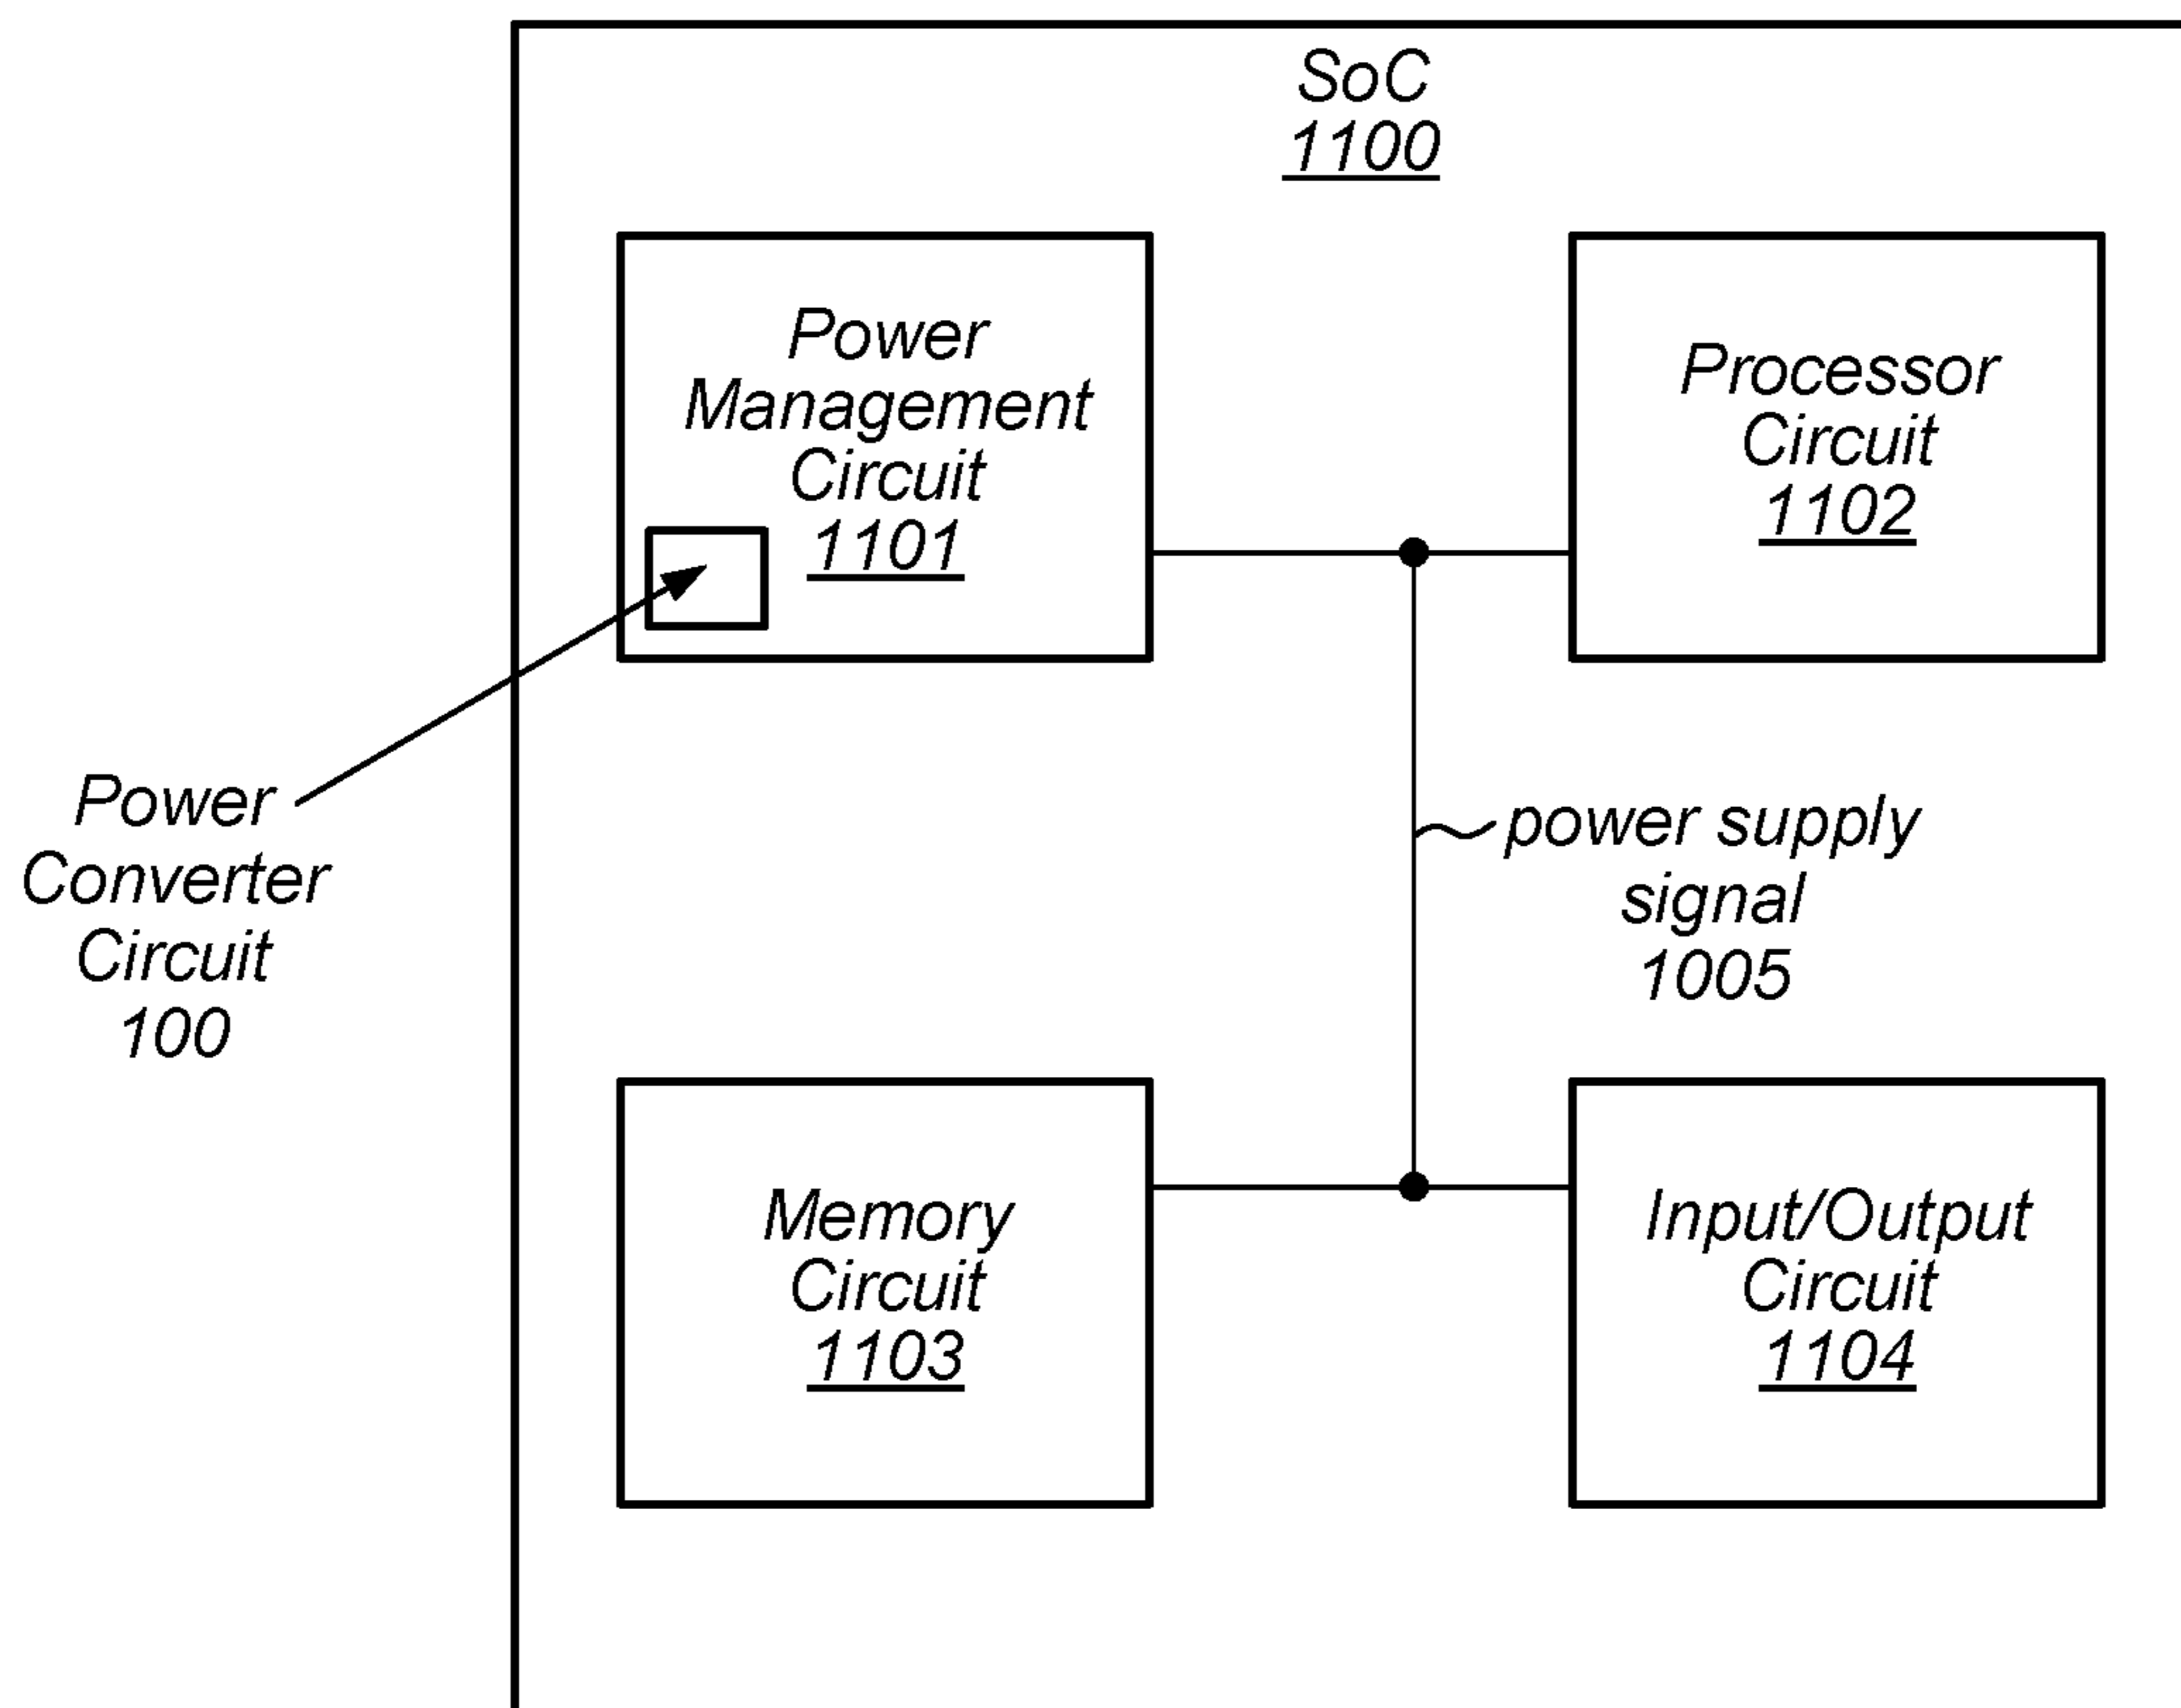 SoC
1100
Power
Management
Circuit
1101
Processor
Circuit
1102
Power
Converter
Circuit
100
power supply
signal
1005
Memory
Circuit
1103
Input/Output
Circuit
1104